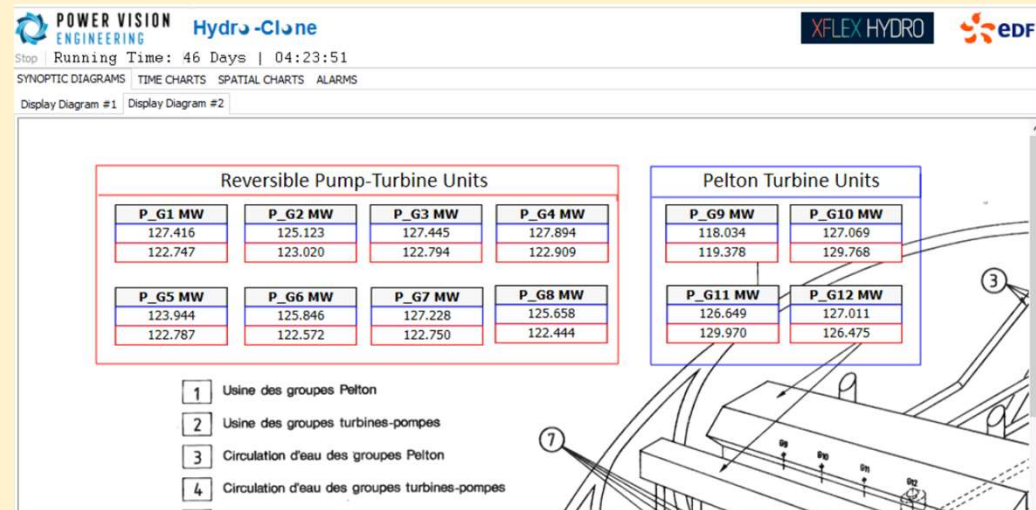 POWER VISION
ENGINEERING
Hydro-Clone
XFLEX HYDRO
edf
Stop Running Time: 46 Days | 04:23:51
SYNOPTIC DIAGRAMS TIME CHARTS SPATIAL CHARTS ALARMS
Display Diagram #1 Display Diagram #2
Reversible Pump-Turbine Units
P_G1 MW P_G2 MW P_G3 MW P_G4 MW
127.416 125.123 127.445 127.894
122.747 123.020 122.794 122.909
P_G5 MW P_G6 MW P_G7 MW P_G8 MW
123.944 125.846 127.228 125.658
122.787 122.572 122.750 122.444
Pelton Turbine Units
P_G9 MW P_G10 MW
118.034 127.069
119.378 129.768
P_G11 MW P_G12 MW
126.649 127.011
129.970 126.475
3
1 Usine des groupes Pelton
2 Usine des groupes turbines-pompes
3 Circulation d'eau des groupes Pelton
4 Circulation d'eau des groupes turbines-pompes
7
G9 G10 G11 G12